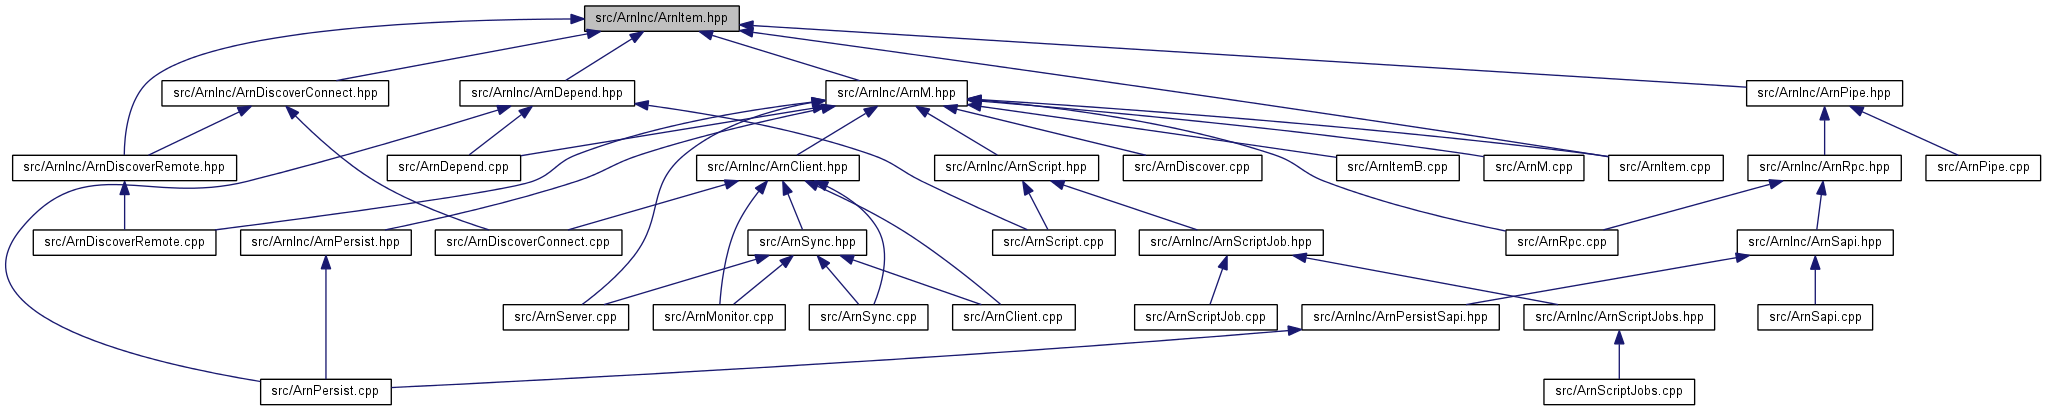 src/ArnInc/ArnItem.hpp
src/ArnInc/ArnDiscoverConnect.hpp
src/ArnInc/ArnDepend.hpp
src/ArnInc/ArnM.hpp
src/ArnInc/ArnPipe.hpp
src/ArnInc/ArnDiscoverRemote.hpp
src/ArnDepend.cpp
src/ArnInc/ArnClient.hpp
src/ArnInc/ArnScript.hpp
src/ArnDiscover.cpp
src/ArnItemB.cpp
src/ArnM.cpp
src/ArnItem.cpp
src/ArnInc/ArnRpc.hpp
src/ArnPipe.cpp
src/ArnDiscoverRemote.cpp
src/ArnInc/ArnPersist.hpp
src/ArnDiscoverConnect.cpp
src/ArnSync.hpp
src/ArnScript.cpp
src/ArnInc/ArnScriptJob.hpp
src/ArnRpc.cpp
src/ArnInc/ArnSapi.hpp
src/ArnServer.cpp
src/ArnMonitor.cpp
src/ArnSync.cpp
src/ArnClient.cpp
src/ArnScriptJob.cpp
src/ArnInc/ArnPersistSapi.hpp
src/ArnInc/ArnScriptJobs.hpp
src/ArnSapi.cpp
src/ArnPersist.cpp
src/ArnScriptJobs.cpp